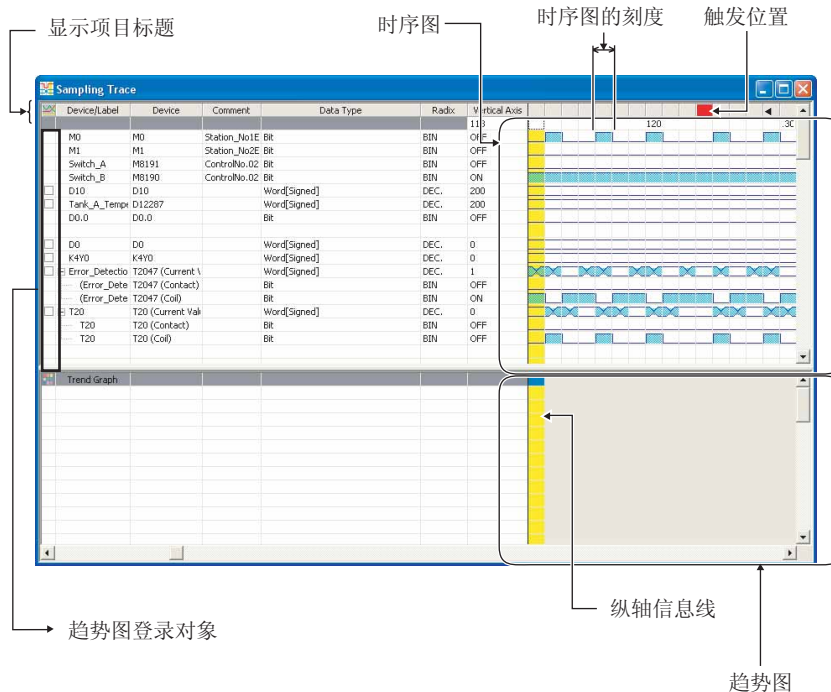 显示项目标题 时序图 时序图的刻度 触发位置
Sampling Trace
Device/Label Device Comment Data Type Radix Vertical Axis
120
M0 M0 Station_No1E Bit BIN OFF
M1 M1 Station_No2E Bit BIN OFF
Switch_A M8191 ControlNo.02 Bit BIN OFF
Switch_B M8190 ControlNo.02 Bit BIN ON
D10 D10 Word[Signed] DEC. 200
Tank_A_Tempe D12287 Word[Signed] DEC. 200
D0.0 D0.0 Bit BIN OFF
D0 D0 Word[Signed] DEC. 0
K4Y0 K4Y0 Word[Signed] DEC. 0
Error_Detectio T2047 (Current V Word[Signed] DEC. 1
(Error_Dete T2047 (Contact) Bit BIN OFF
(Error_Dete T2047 (Coil) Bit BIN ON
T20 T20 (Current Valu Word[Signed] DEC. 0
T20 T20 (Contact) Bit BIN OFF
T20 T20 (Coil) Bit BIN OFF
Trend Graph
纵轴信息线
趋势图登录对象
趋势图